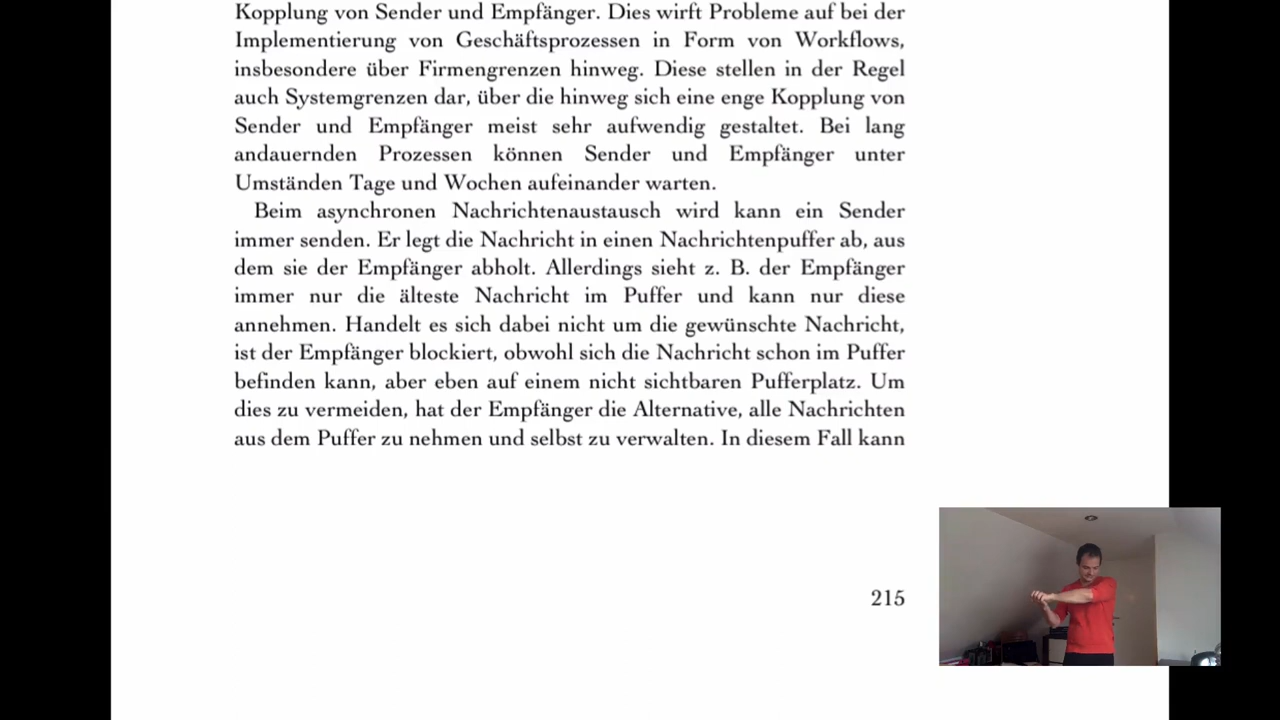 Kopplung von Sender und Empfänger. Dies wirft Probleme auf bei der
Implementierung von Geschäftsprozessen in Form von Workflows,
insbesondere über Firmengrenzen hinweg. Diese stellen in der Regel
auch Systemgrenzen dar, über die hinweg sich eine enge Kopplung von
Sender und Empfänger meist sehr aufwendig gestaltet. Bei lang
andauernden Prozessen können Sender und Empfänger unter
Umständen Tage und Wochen aufeinander warten.
Beim asynchronen Nachrichtenaustausch wird kann ein Sender
immer senden. Er legt die Nachricht in einen Nachrichtenpuffer ab, aus
dem sie der Empfänger abholt. Allerdings sieht z. B. der Empfänger
immer nur die älteste Nachricht im Puffer und kann nur diese
annehmen. Handelt es sich dabei nicht um die gewünschte Nachricht,
ist der Empfänger blockiert, obwohl sich die Nachricht schon im Puffer
befinden kann, aber eben auf einem nicht sichtbaren Pufferplatz. Um
dies zu vermeiden, hat der Empfänger die Alternative, alle Nachrichten
aus dem Puffer zu nehmen und selbst zu verwalten. In diesem Fall kann
215